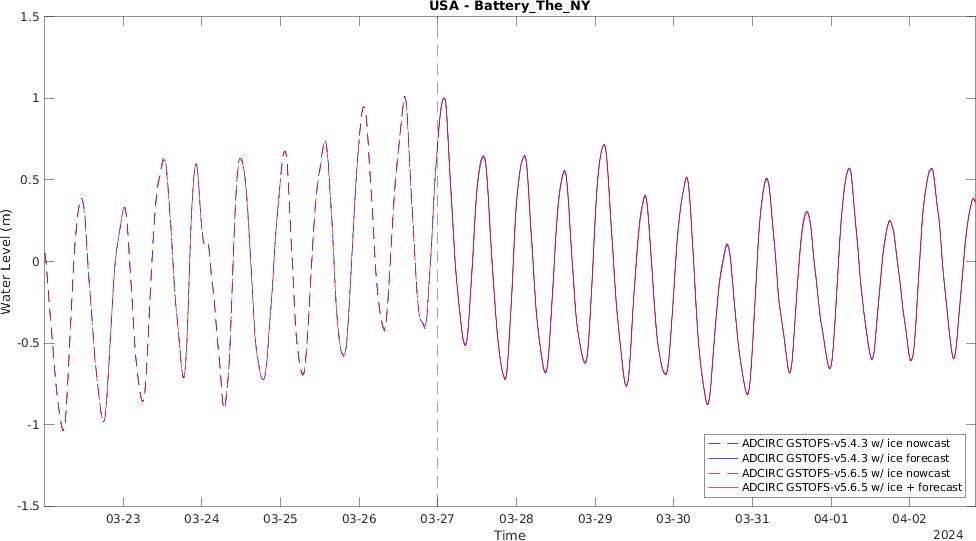 USA - Battery_The_NY
1.5
1
0.5
0
-0.5
-1
-1.5
Water Level (m)
ADCIRC GSTOFS-v5.4.3 w/ ice nowcast
ADCIRC GSTOFS-v5.4.3 w/ ice forecast
ADCIRC GSTOFS-v5.6.5 w/ ice nowcast
ADCIRC GSTOFS-v5.6.5 w/ ice + forecast
03-23 03-24 03-25 03-26 03-27 03-28 03-29 03-30 03-31 04-01 04-02
Time
2024